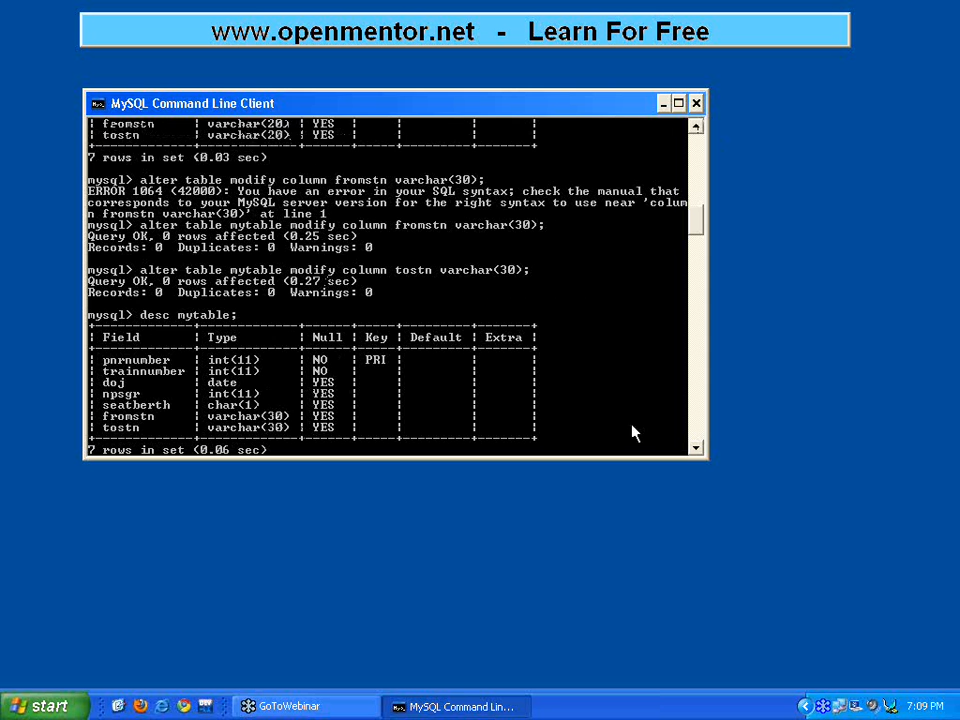 www.openmentor.net - Learn For Free
MySQL Command Line Client
| fromstn | varchar(20) | YES | | | |
| tostn | varchar(20) | YES | | | |
+-------------+-------------+------+-----+---------+-------+
7 rows in set (0.03 sec)
mysql> alter table modify column fromstn varchar(30);
ERROR 1064 (42000): You have an error in your SQL syntax; check the manual that
corresponds to your MySQL server version for the right syntax to use near 'colum
n fromstn varchar(30)' at line 1
mysql> alter table mytable modify column fromstn varchar(30);
Query OK, 0 rows affected (0.25 sec)
Records: 0 Duplicates: 0 Warnings: 0
mysql> alter table mytable modify column tostn varchar(30);
Query OK, 0 rows affected (0.27 sec)
Records: 0 Duplicates: 0 Warnings: 0
mysql> desc mytable;
+-------------+-------------+------+-----+---------+-------+
| Field | Type | Null | Key | Default | Extra |
+-------------+-------------+------+-----+---------+-------+
| pnrnumber | int(11) | NO | PRI | | |
| trainnumber | int(11) | NO | | | |
| doj | date | YES | | | |
| npsgr | int(11) | YES | | | |
| seatberth | char(1) | YES | | | |
| fromstn | varchar(30) | YES | | | |
| tostn | varchar(30) | YES | | | |
+-------------+-------------+------+-----+---------+-------+
7 rows in set (0.06 sec)
start GoToWebinar MySQL Command Lin... 7:09 PM